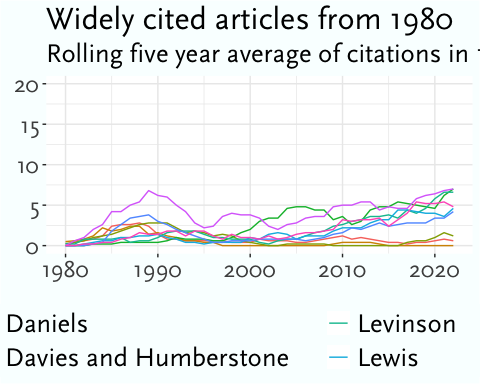 Widely cited articles from 1980
Rolling five year average of citations in
20
15
10
5
0
1980 1990 2000 2010 2020
Daniels Levinson
Davies and Humberstone Lewis